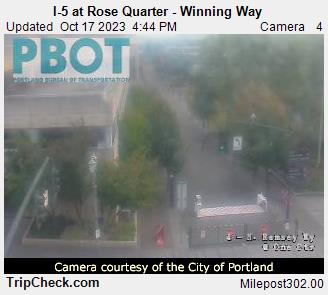 I-5 at Rose Quarter - Winning Way
Updated Oct 17 2023 4:44 PM Camera 4
PBOT
PORTLAND BUREAU OF TRANSPORTATION
Camera courtesy of the City of Portland
TripCheck.com Milepost302.00